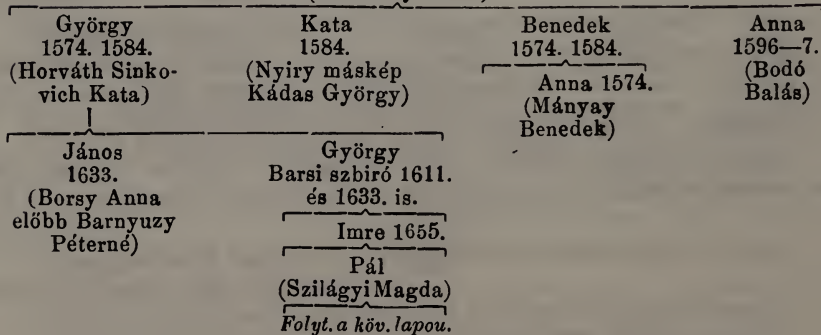 György
1574. 1584.
(Horváth Sinko-
vich Kata)
Kata
1584.
(Nyiry máskép
Kádas György)
Benedek
1574. 1584.
Anna 1574.
(Mányay
Benedek)
Anna
1596—7.
(Bodó
Balás)
János
1633.
(Borsy Anna
előbb Barnyuzy
Péterné)
György
Barsi szbiró 1611.
és 1633. is.
Imre 1655.
Pál
(Szilágyi Magda)
Folyt. a köv. lapou.